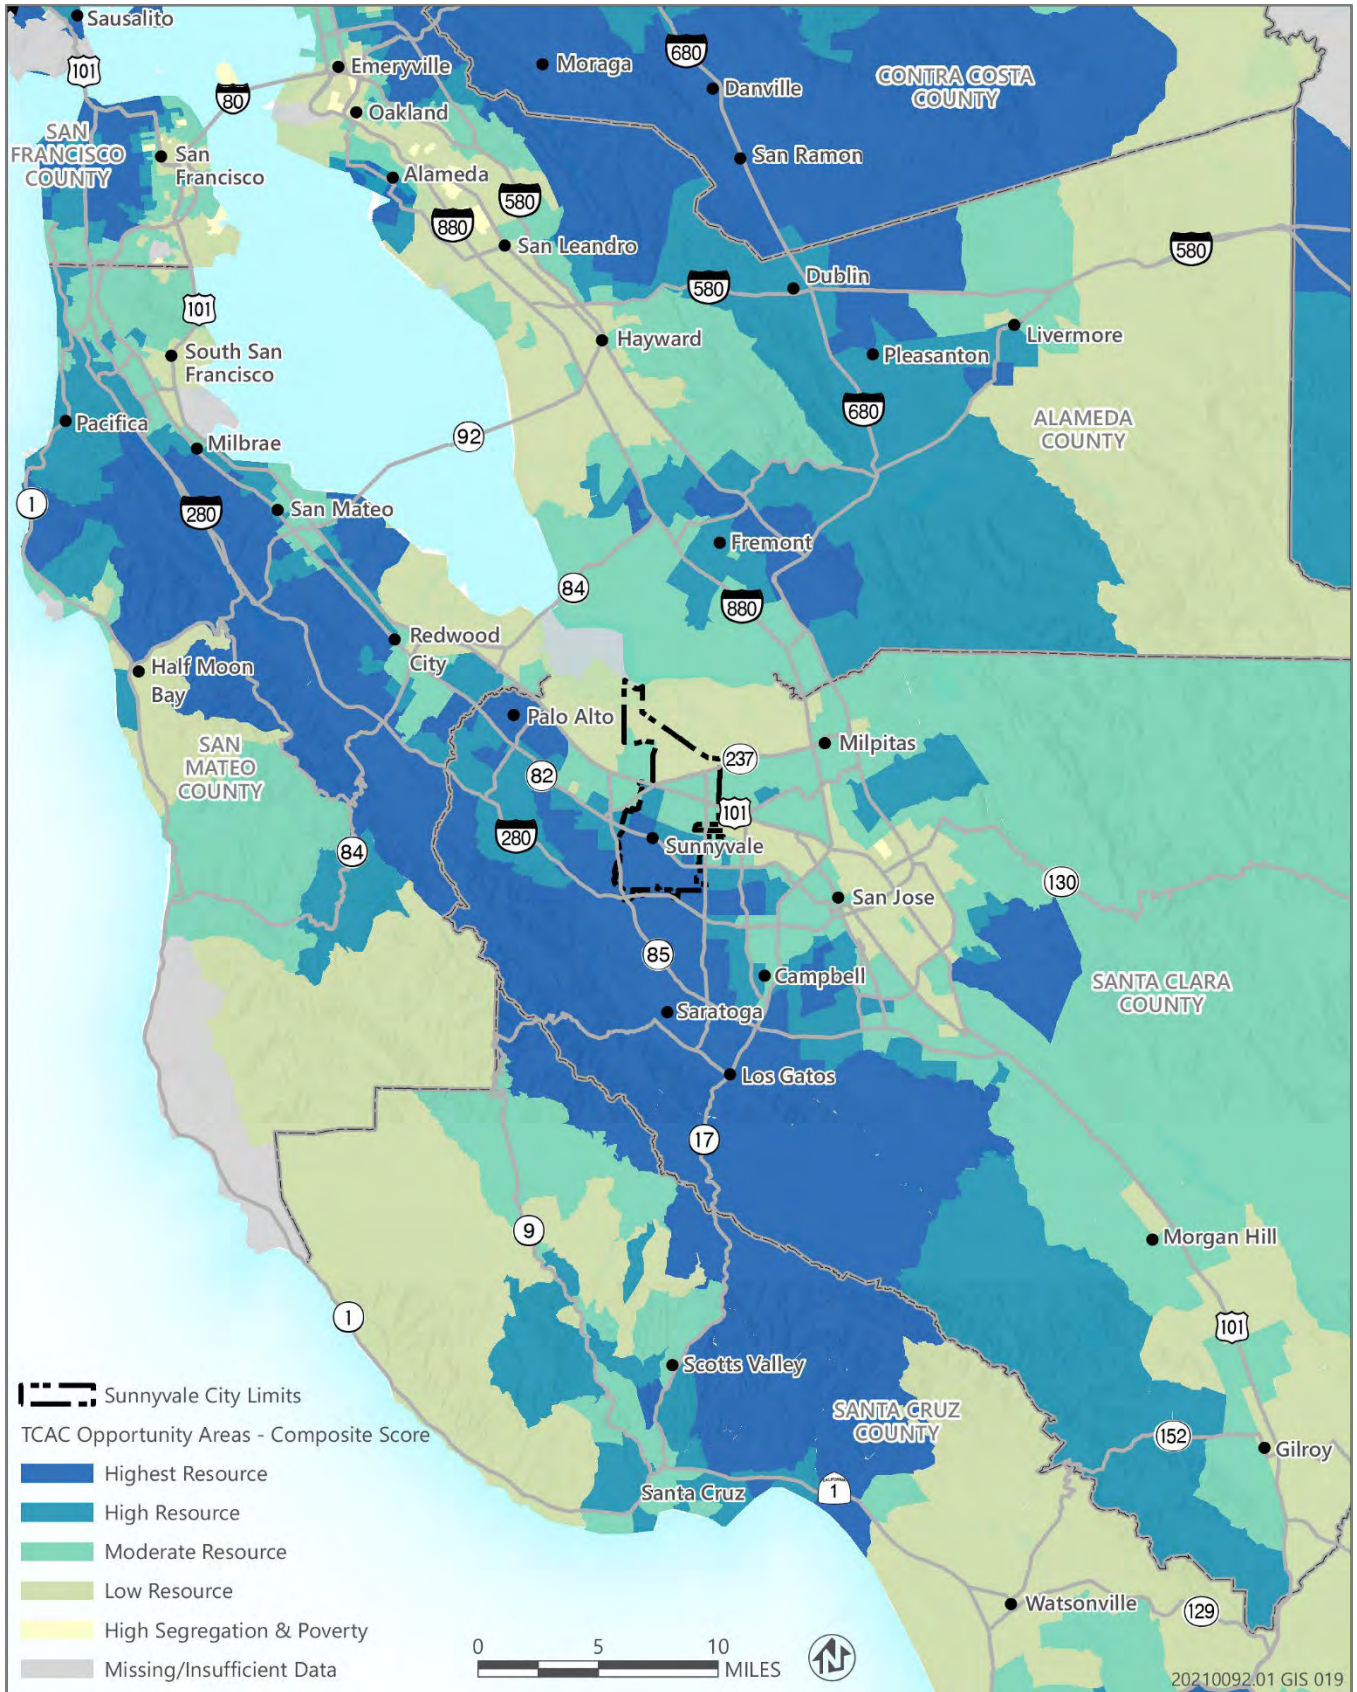 Sausalito
101
Emeryville
Moraga
680
Danville
CONTRA COSTA
COUNTY
80
Oakland
SAN
FRANCISCO
COUNTY
San
Francisco
San Ramon
Alameda
580
880
San Leandro
580
580
Dublin
101
Hayward
Livermore
Pleasanton
South San
Francisco
680
ALAMEDA
COUNTY
Pacifica
Milbrae
92
1
280
San Mateo
Fremont
84
880
Redwood
City
Half Moon
Bay
Palo Alto
SAN
MATEO
COUNTY
237
Milpitas
82
101
280
Sunnyvale
84
130
San Jose
85
Campbell
SANTA CLARA
COUNTY
Saratoga
Los Gatos
17
9
Morgan Hill
1
101
Scotts Valley
SANTA CRUZ
COUNTY
152
Gilroy
Santa Cruz
CALIFORNIA
1
Watsonville
129
Sunnyvale City Limits
TCAC Opportunity Areas - Composite Score
Highest Resource
High Resource
Moderate Resource
Low Resource
High Segregation & Poverty
Missing/Insufficient Data
0 5 10
MILES
N
20210092.01 GIS 019